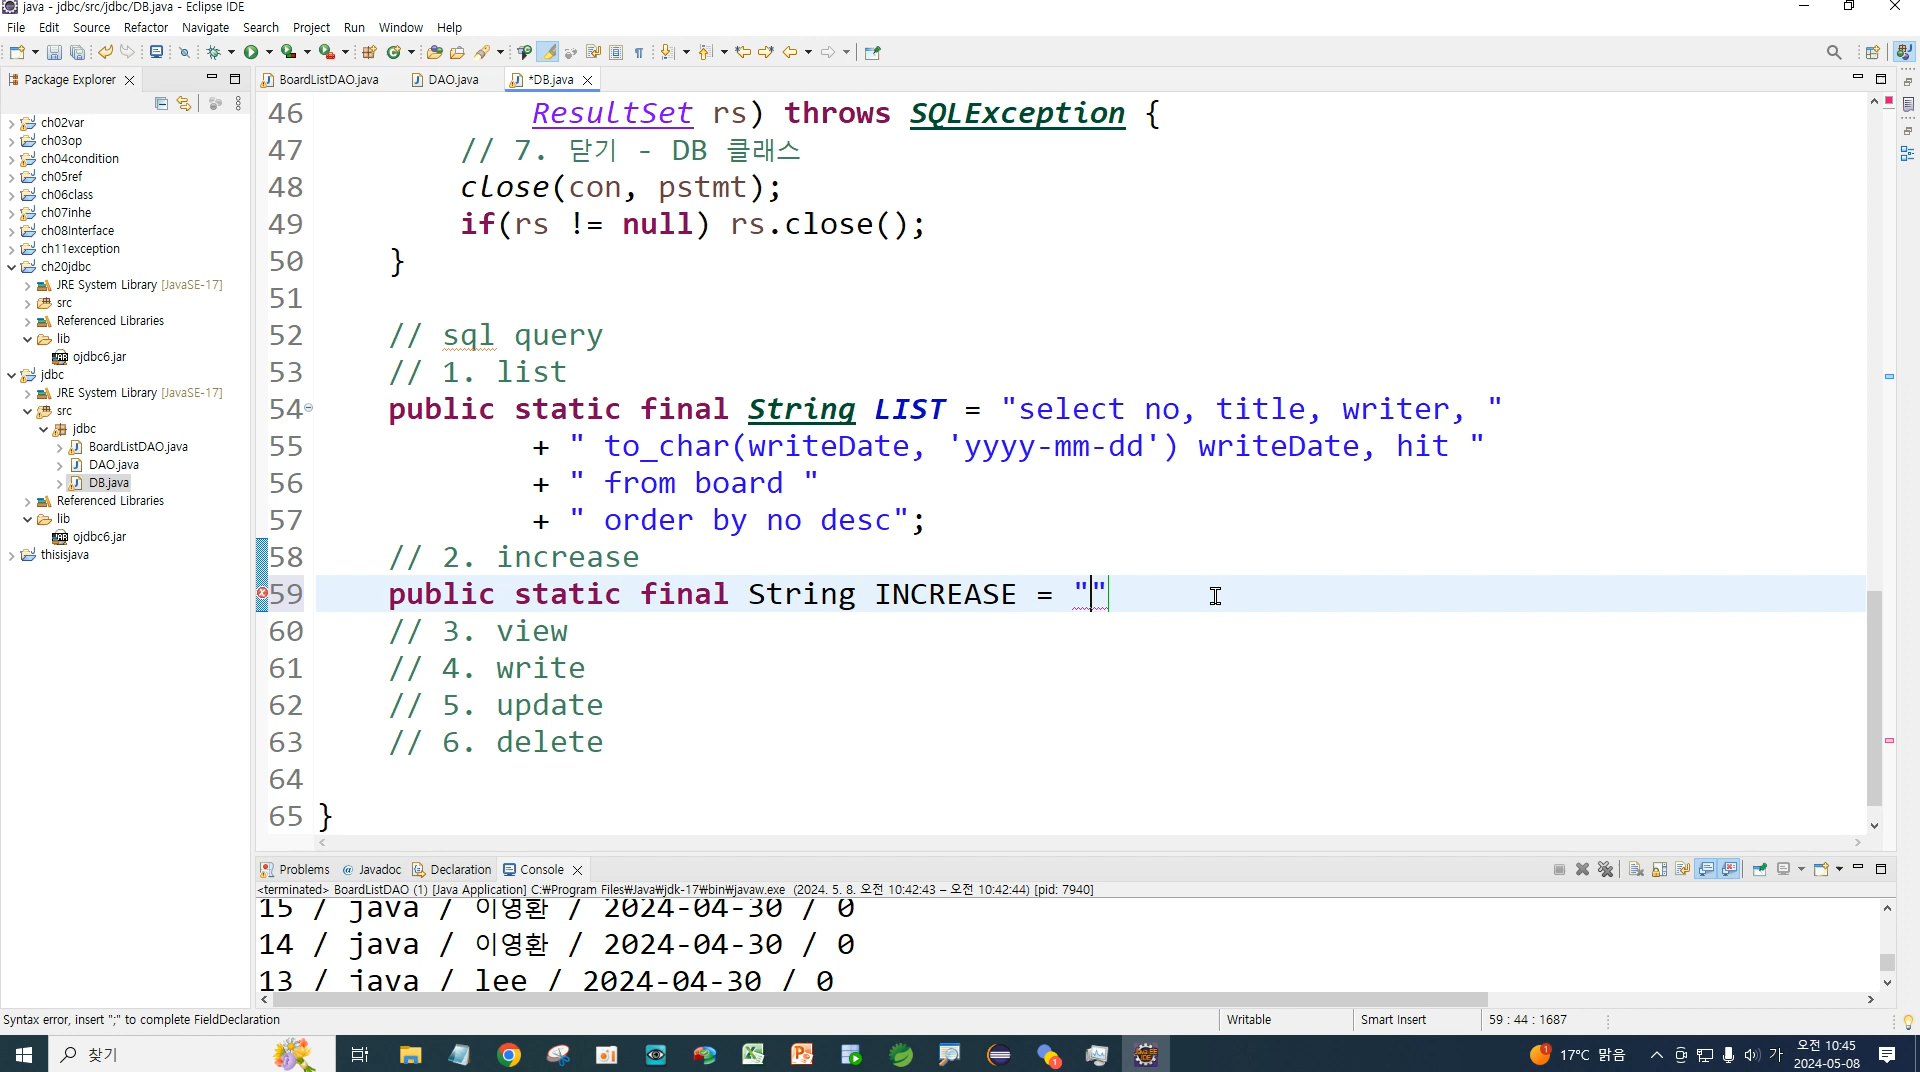 java - jdbc/src/jdbc/DB.java - Eclipse IDE
File Edit Source Refactor Navigate Search Project Run Window Help
Package Explorer
BoardListDAO.java DAO.java *DB.java
ch02var
ch03op
ch04condition
ch05ref
ch06class
ch07inhe
ch08Interface
ch11exception
ch20jdbc
JRE System Library [JavaSE-17]
src
Referenced Libraries
lib
ojdbc6.jar
jdbc
JRE System Library [JavaSE-17]
src
jdbc
BoardListDAO.java
DAO.java
DB.java
Referenced Libraries
lib
ojdbc6.jar
thisisjava
46 ResultSet rs) throws SQLException {
47 // 7. 닫기 - DB 클래스
48 close(con, pstmt);
49 if(rs != null) rs.close();
50 }
51
52 // sql query
53 // 1. list
54 public static final String LIST = "select no, title, writer, "
55 + " to_char(writeDate, 'yyyy-mm-dd') writeDate, hit "
56 + " from board "
57 + " order by no desc";
58 // 2. increase
59 public static final String INCREASE = ""
60 // 3. view
61 // 4. write
62 // 5. update
63 // 6. delete
64
65 }
Problems @ Javadoc Declaration Console
<terminated> BoardListDAO (1) [Java Application] C:₩Program Files₩Java₩jdk-17₩bin₩javaw.exe (2024. 5. 8. 오전 10:42:43 – 오전 10:42:44) [pid: 7940]
15 / java / 이영환 / 2024-04-30 / 0
14 / java / 이영환 / 2024-04-30 / 0
13 / java / lee / 2024-04-30 / 0
Syntax error, insert ";" to complete FieldDeclaration
Writable
Smart Insert
59 : 44 : 1687
찾기
17°C 맑음
가
오전 10:45
2024-05-08